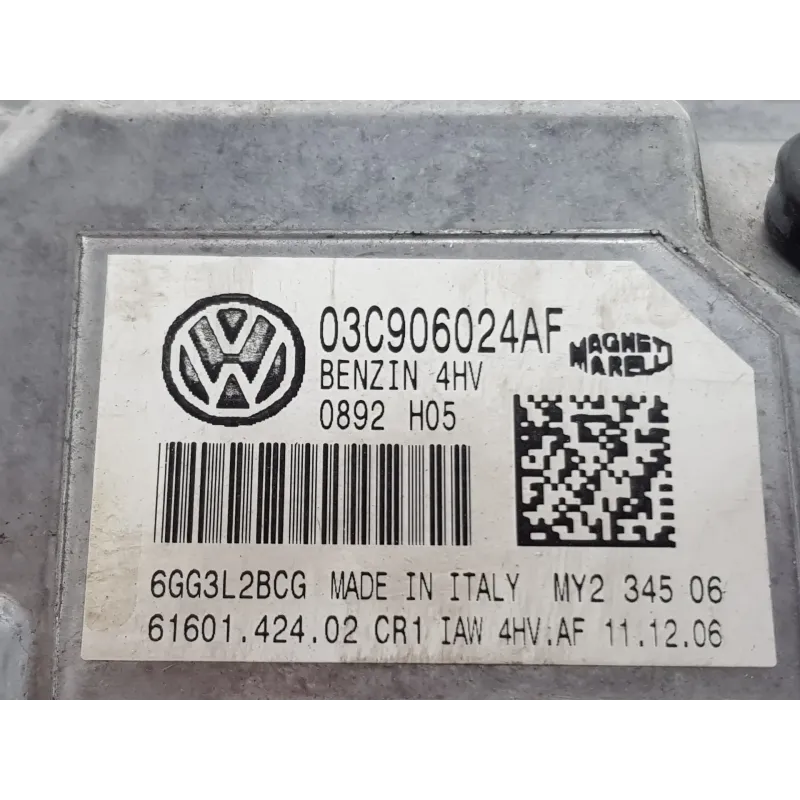 03C906024AF
MAGNETI
MARELLI
BENZIN 4HV
0892 H05
6GG3L2BCG MADE IN ITALY MY2 345 06
61601.424.02 CR1 IAW 4HV.AF 11.12.06